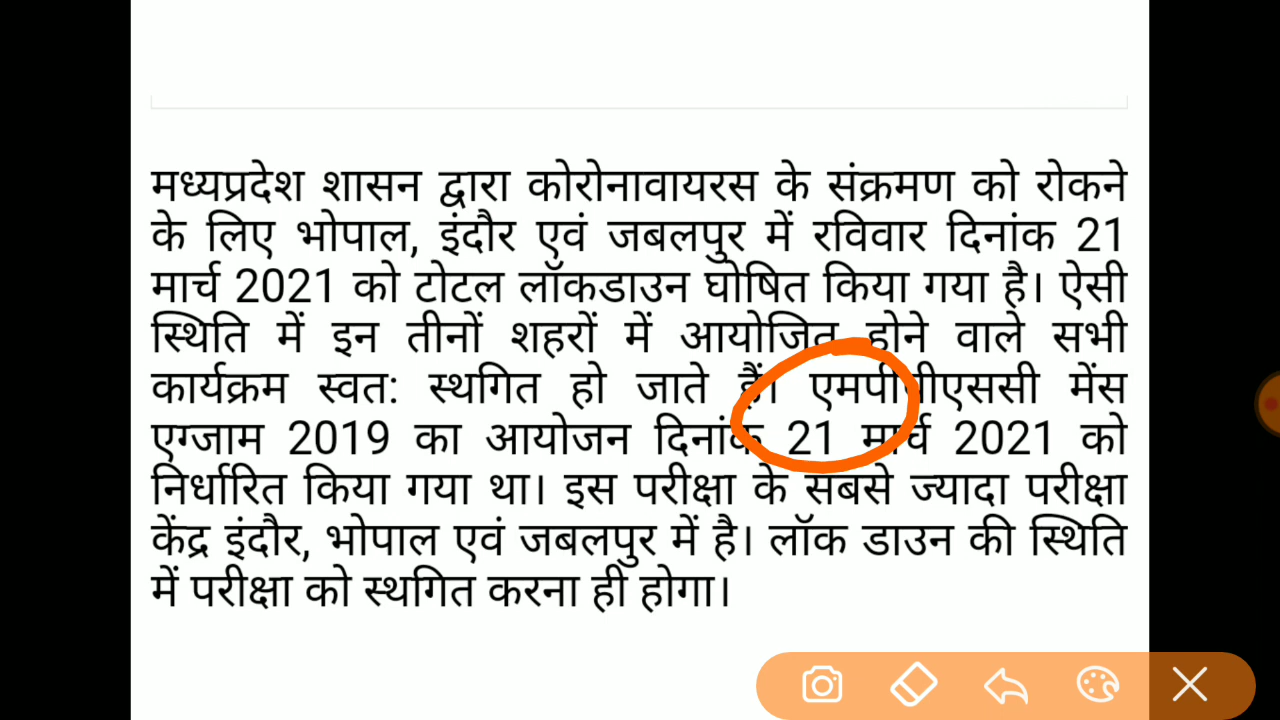 मध्यप्रदेश शासन द्वारा कोरोनावायरस के संक्रमण को रोकने
के लिए भोपाल, इंदौर एवं जबलपुर में रविवार दिनांक 21
मार्च 2021 को टोटल लॉकडाउन घोषित किया गया है। ऐसी
स्थिति में इन तीनों शहरों में आयोजित होने वाले सभी
कार्यक्रम स्वत: स्थगित हो जाते हैं। एमपीपीएससी मेंस
एग्जाम 2019 का आयोजन दिनांक 21 मार्च 2021 को
निर्धारित किया गया था। इस परीक्षा के सबसे ज्यादा परीक्षा
केंद्र इंदौर, भोपाल एवं जबलपुर में है। लॉक डाउन की स्थिति
में परीक्षा को स्थगित करना ही होगा।